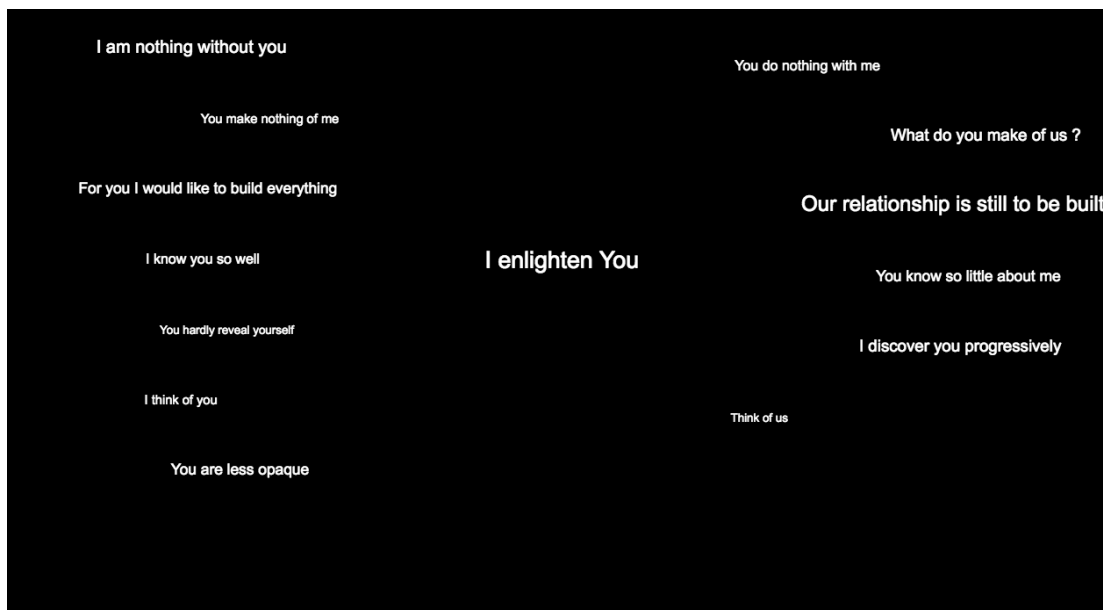 I am nothing without you
You do nothing with me
You make nothing of me
What do you make of us ?
For you I would like to build everything
Our relationship is still to be built
I know you so well
I enlighten You
You know so little about me
You hardly reveal yourself
I discover you progressively
I think of you
Think of us
You are less opaque